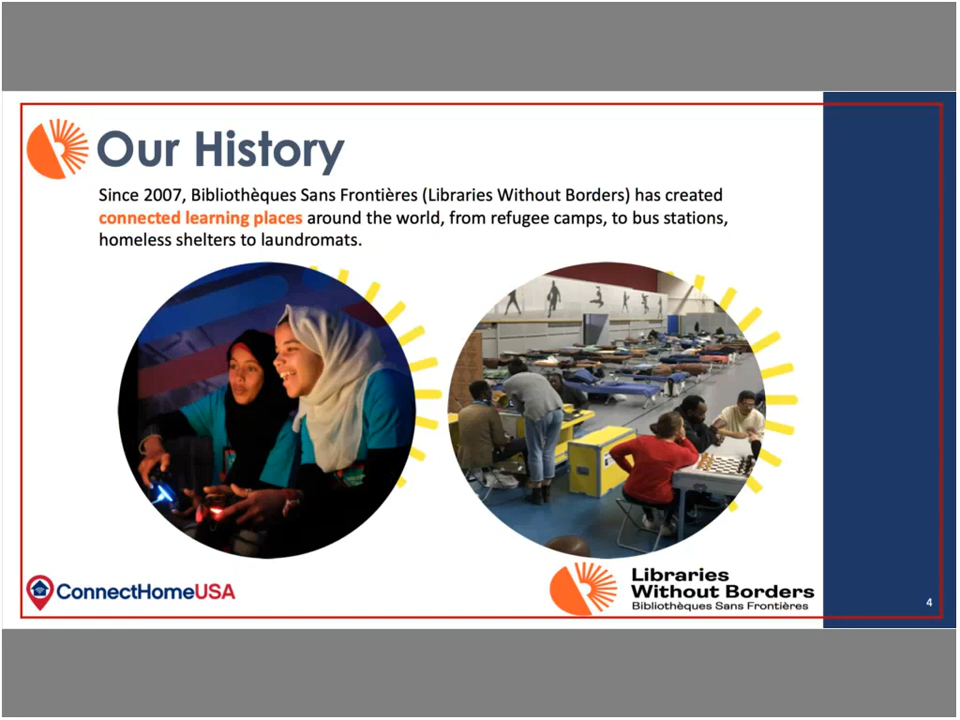 Our History
Since 2007, Bibliothèques Sans Frontières (Libraries Without Borders) has created
connected learning places around the world, from refugee camps, to bus stations,
homeless shelters to laundromats.
ConnectHomeUSA
Libraries
Without Borders
Bibliothèques Sans Frontières
4